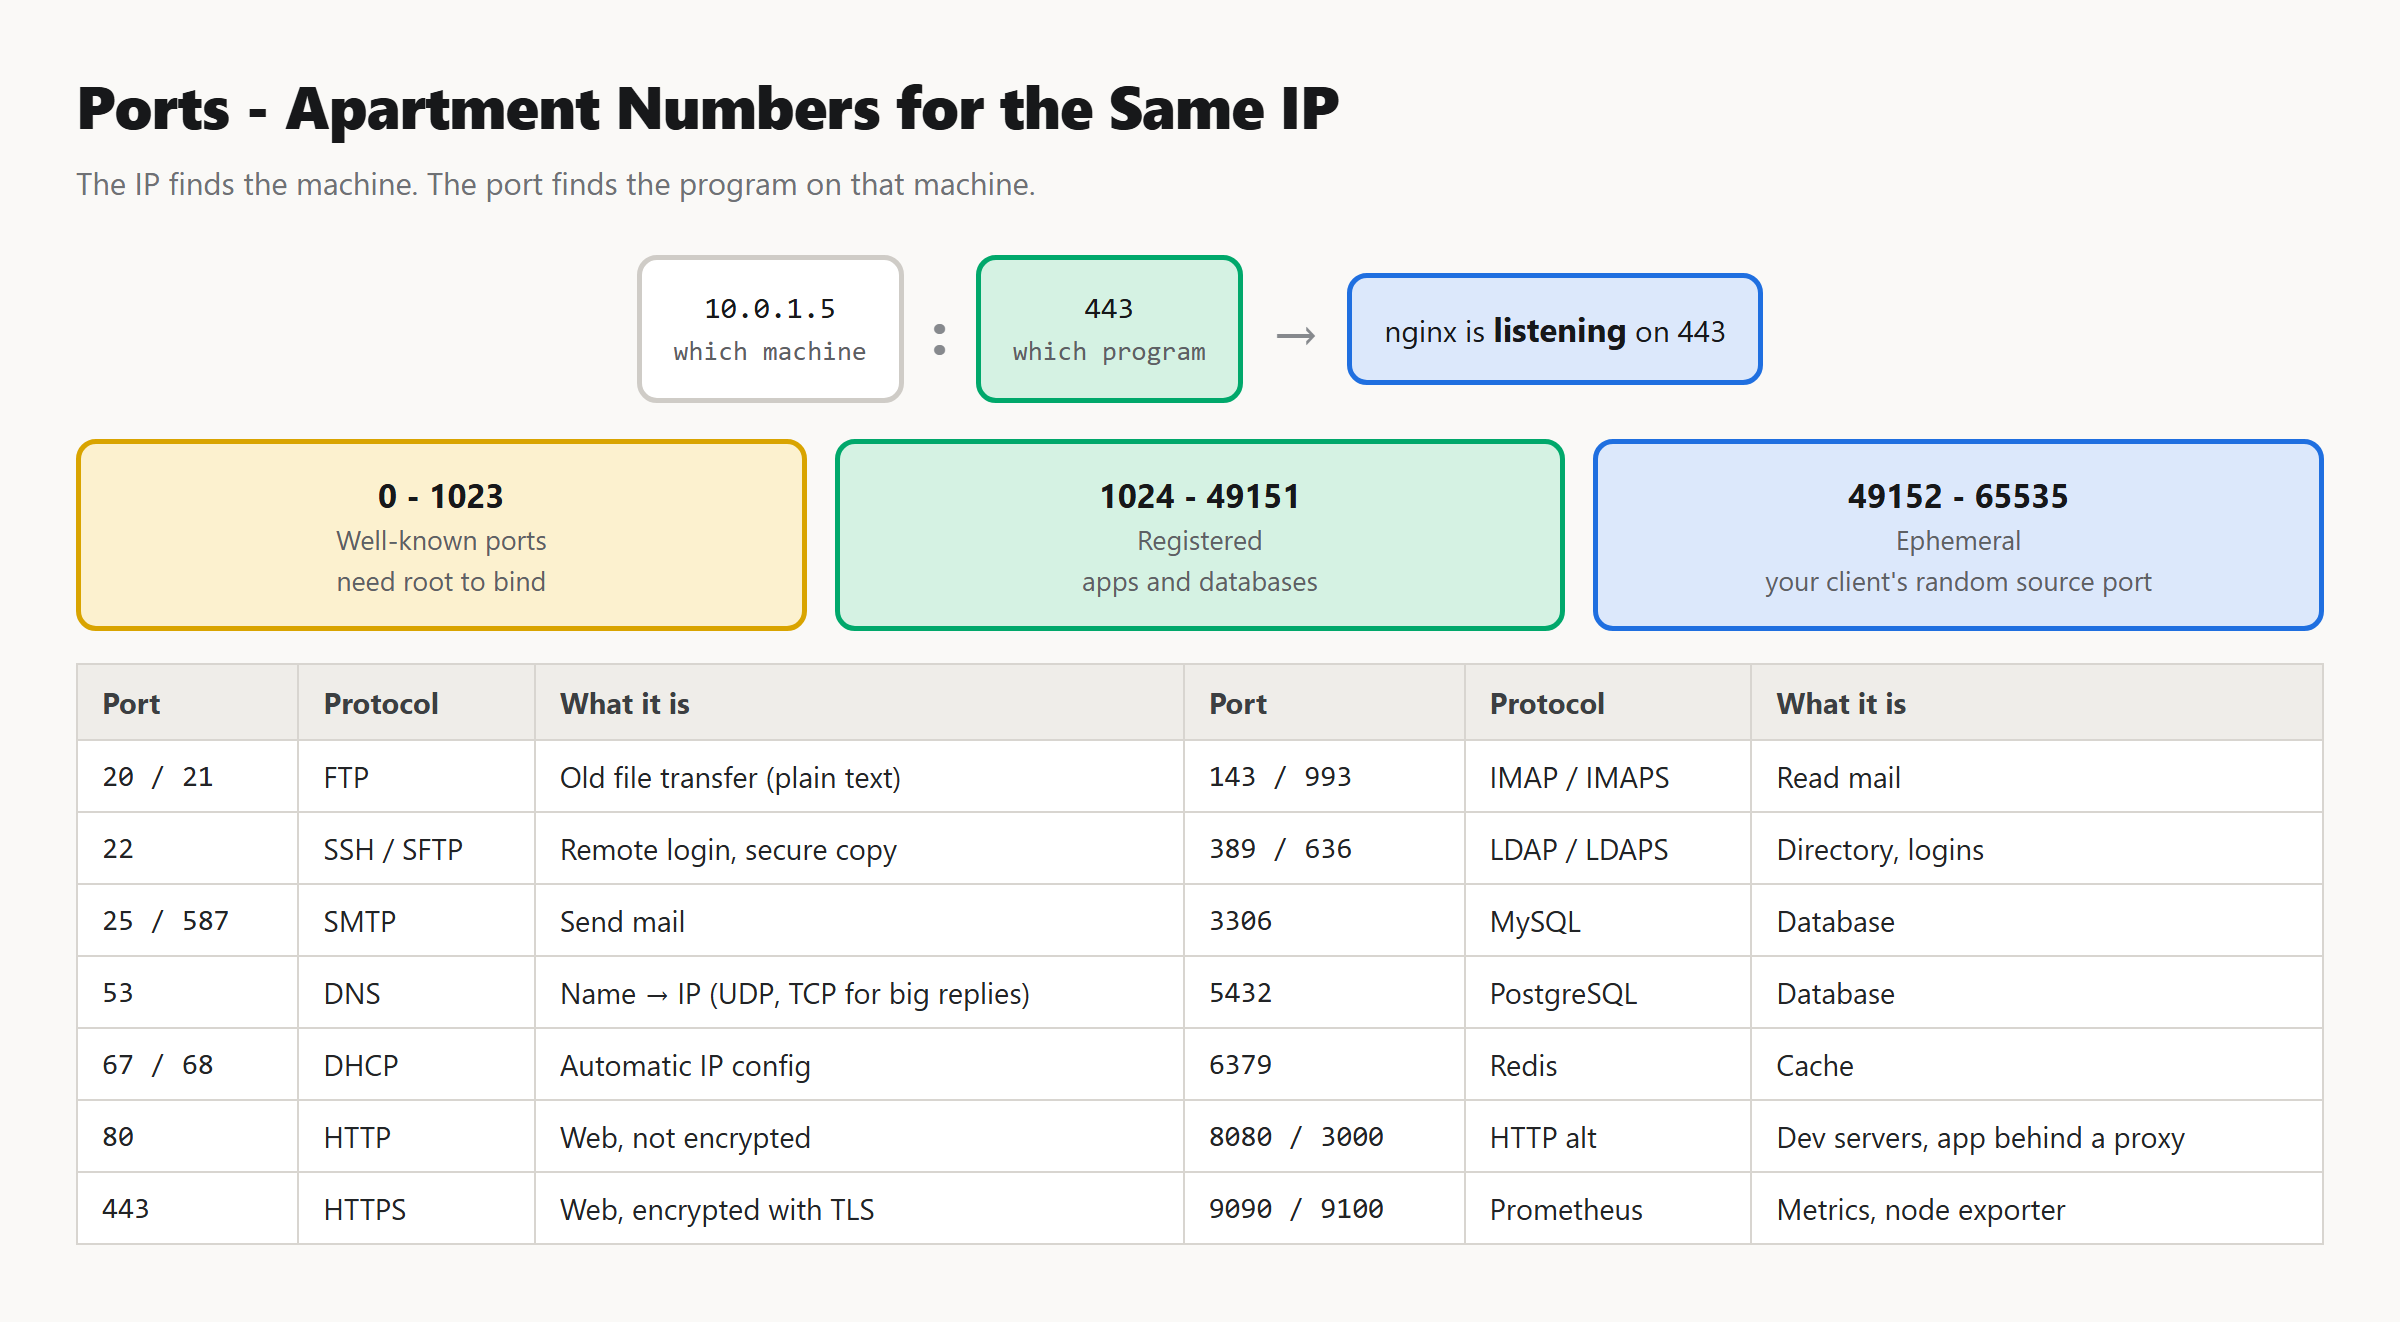 Ports - Apartment Numbers for the Same IP
The IP finds the machine. The port finds the program on that machine.
10.0.1.5
which machine
:
443
which program
→
nginx is listening on 443
0 - 1023
Well-known ports
need root to bind
1024 - 49151
Registered
apps and databases
49152 - 65535
Ephemeral
your client's random source port
Port Protocol What it is Port Protocol What it is
20 / 21 FTP Old file transfer (plain text) 143 / 993 IMAP / IMAPS Read mail
22 SSH / SFTP Remote login, secure copy 389 / 636 LDAP / LDAPS Directory, logins
25 / 587 SMTP Send mail 3306 MySQL Database
53 DNS Name → IP (UDP, TCP for big replies) 5432 PostgreSQL Database
67 / 68 DHCP Automatic IP config 6379 Redis Cache
80 HTTP Web, not encrypted 8080 / 3000 HTTP alt Dev servers, app behind a proxy
443 HTTPS Web, encrypted with TLS 9090 / 9100 Prometheus Metrics, node exporter